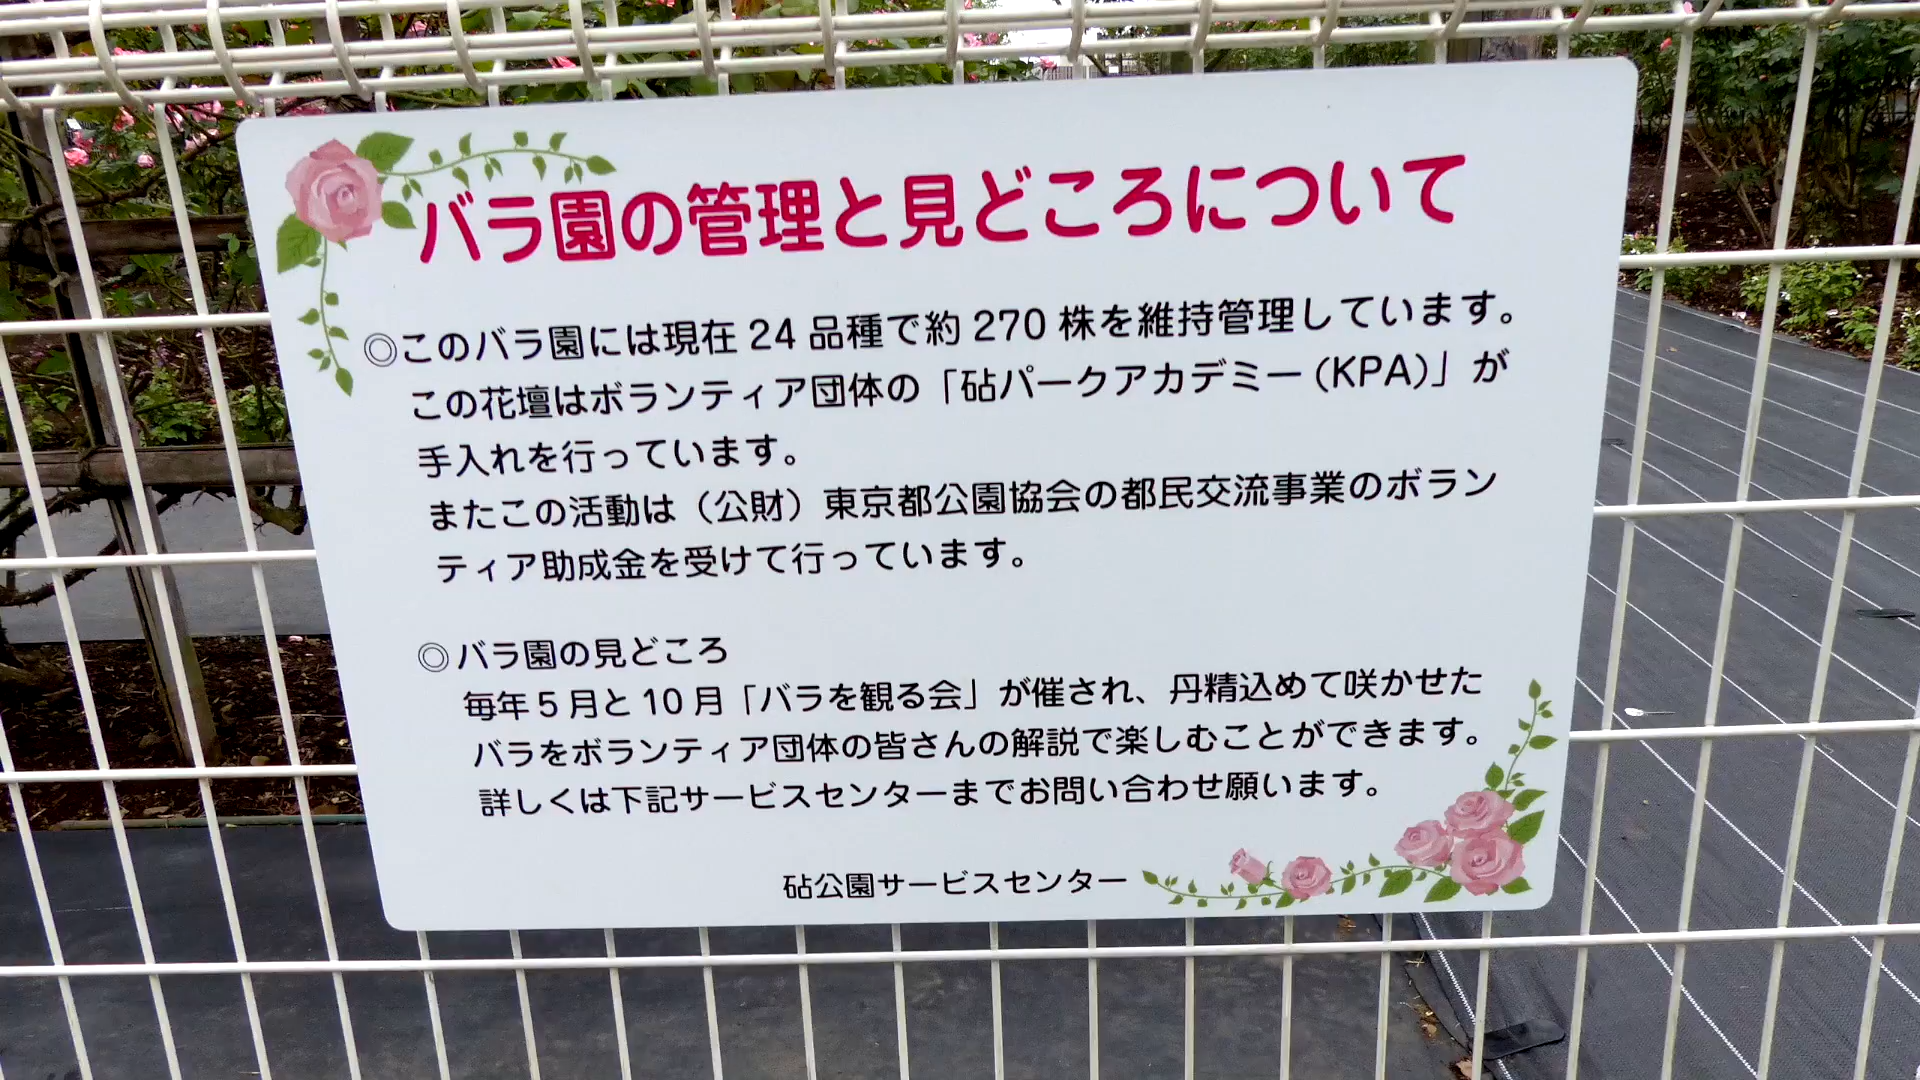 バラ園の管理と見どころについて
◎このバラ園には現在 24 品種で約 270 株を維持管理しています。
この花壇はボランティア団体の「砧パークアカデミー(KPA)」が
手入れを行っています。
またこの活動は（公財）東京都公園協会の都民交流事業のボラン
ティア助成金を受けて行っています。
◎バラ園の見どころ
毎年 5 月と 10 月「バラを観る会」が催され、丹精込めて咲かせた
バラをボランティア団体の皆さんの解説で楽しむことができます。
詳しくは下記サービスセンターまでお問い合わせ願います。
砧公園サービスセンター